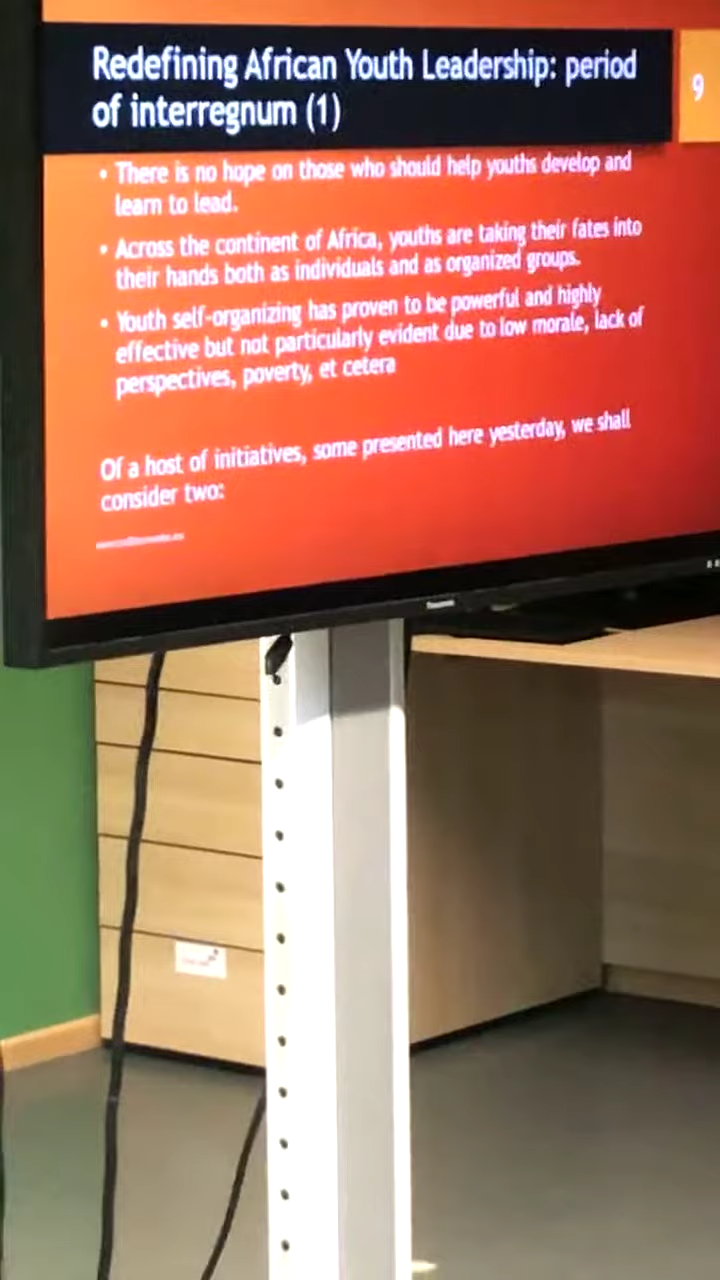 Redefining African Youth Leadership: period
of interregnum (1)
9
• There is no hope on those who should help youths develop and
learn to lead.
• Across the continent of Africa, youths are taking their fates into
their hands both as individuals and as organized groups.
• Youth self-organizing has proven to be powerful and highly
effective but not particularly evident due to low morale, lack of
perspectives, poverty, et cetera
Of a host of initiatives, some presented here yesterday, we shall
consider two:
Panasonic